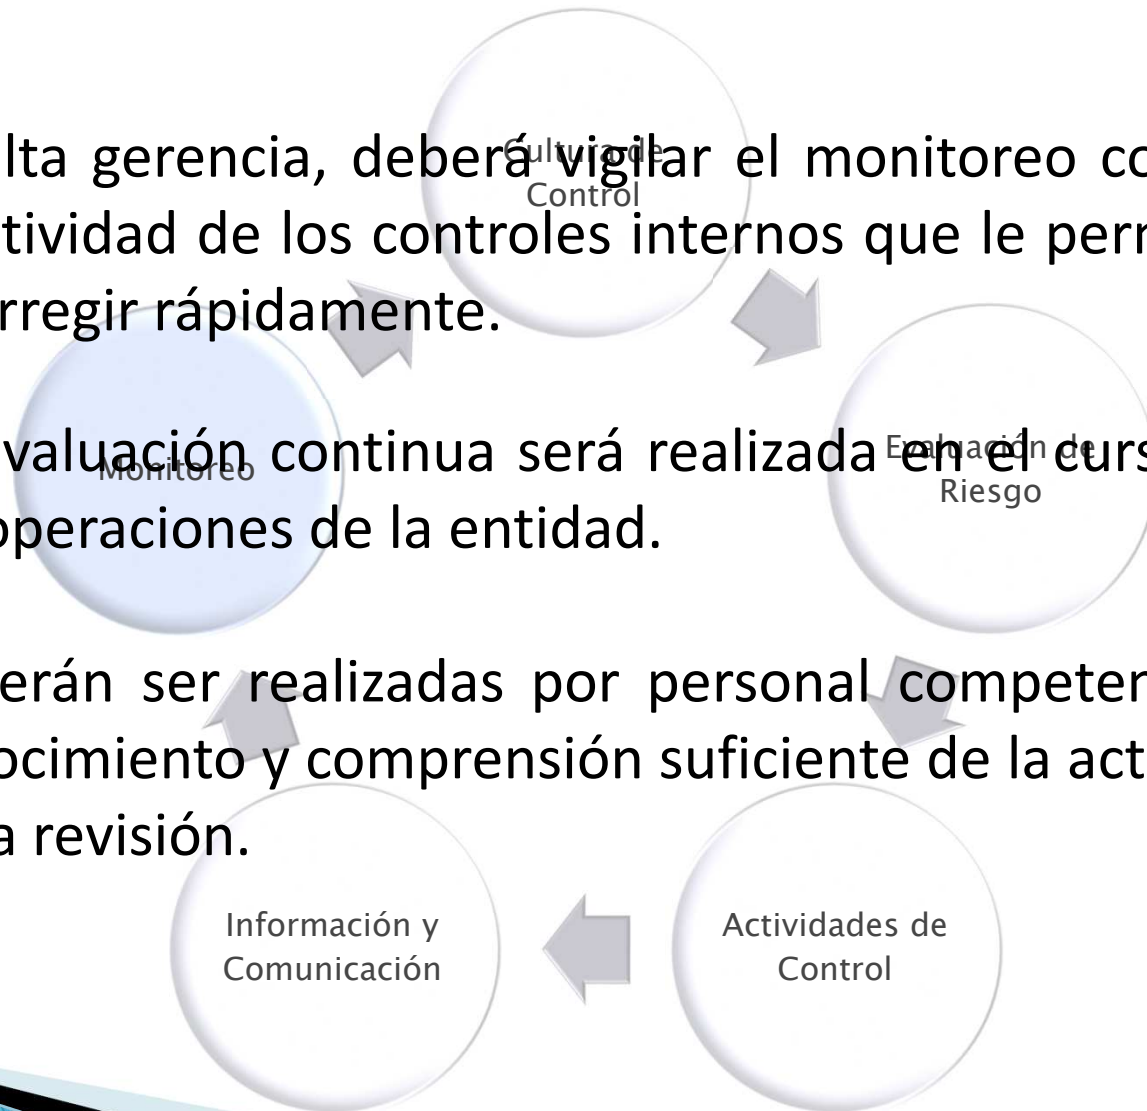 Cultura de
Control
lta gerencia, deberá vigilar el monitoreo co
tividad de los controles internos que le perr
rregir rápidamente.
Evaluación de
Riesgo
Monitoreo
valuación continua será realizada en el curs
operaciones de la entidad.
erán ser realizadas por personal competer
ocimiento y comprensión suficiente de la act
a revisión.
Actividades de
Control
Información y
Comunicación